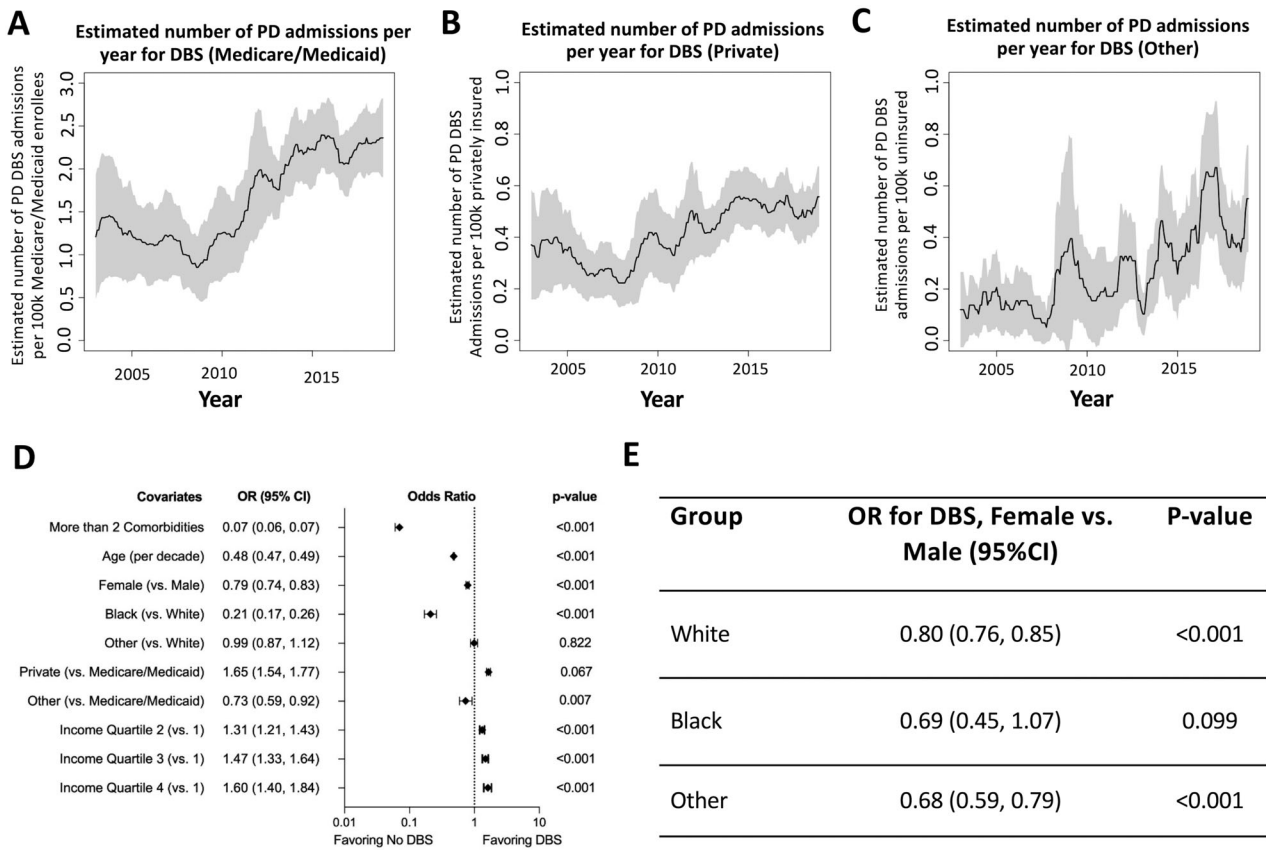 A
Estimated number of PD admissions per
year for DBS (Medicare/Medicaid)
Estimated number of PD DBS admissions
per 100k Medicare/Medicaid enrollees
3.0
2.5
2.0
1.5
1.0
0.5
0.0
2005
2010
2015
Year
B
Estimated number of PD admissions
per year for DBS (Private)
Estimated number of PD DBS
Admissions per 100k privately insured
1.0
0.8
0.6
0.4
0.2
0.0
2005
2010
2015
Year
C
Estimated number of PD admissions
per year for DBS (Other)
Estimated number of PD DBS
admissions per 100k uninsured
1.0
0.8
0.6
0.4
0.2
0.0
2005
2010
2015
Year
D
Covariates OR (95% CI) Odds Ratio p-value
More than 2 Comorbidities 0.07 (0.06, 0.07) <0.001
Age (per decade) 0.48 (0.47, 0.49) <0.001
Female (vs. Male) 0.79 (0.74, 0.83) <0.001
Black (vs. White) 0.21 (0.17, 0.26) <0.001
Other (vs. White) 0.99 (0.87, 1.12) 0.822
Private (vs. Medicare/Medicaid) 1.65 (1.54, 1.77) 0.067
Other (vs. Medicare/Medicaid) 0.73 (0.59, 0.92) 0.007
Income Quartile 2 (vs. 1) 1.31 (1.21, 1.43) <0.001
Income Quartile 3 (vs. 1) 1.47 (1.33, 1.64) <0.001
Income Quartile 4 (vs. 1) 1.60 (1.40, 1.84) <0.001
0.01 0.1 1 10
Favoring No DBS Favoring DBS
E
Group OR for DBS, Female vs. P-value
Male (95%CI)
White 0.80 (0.76, 0.85) <0.001
Black 0.69 (0.45, 1.07) 0.099
Other 0.68 (0.59, 0.79) <0.001